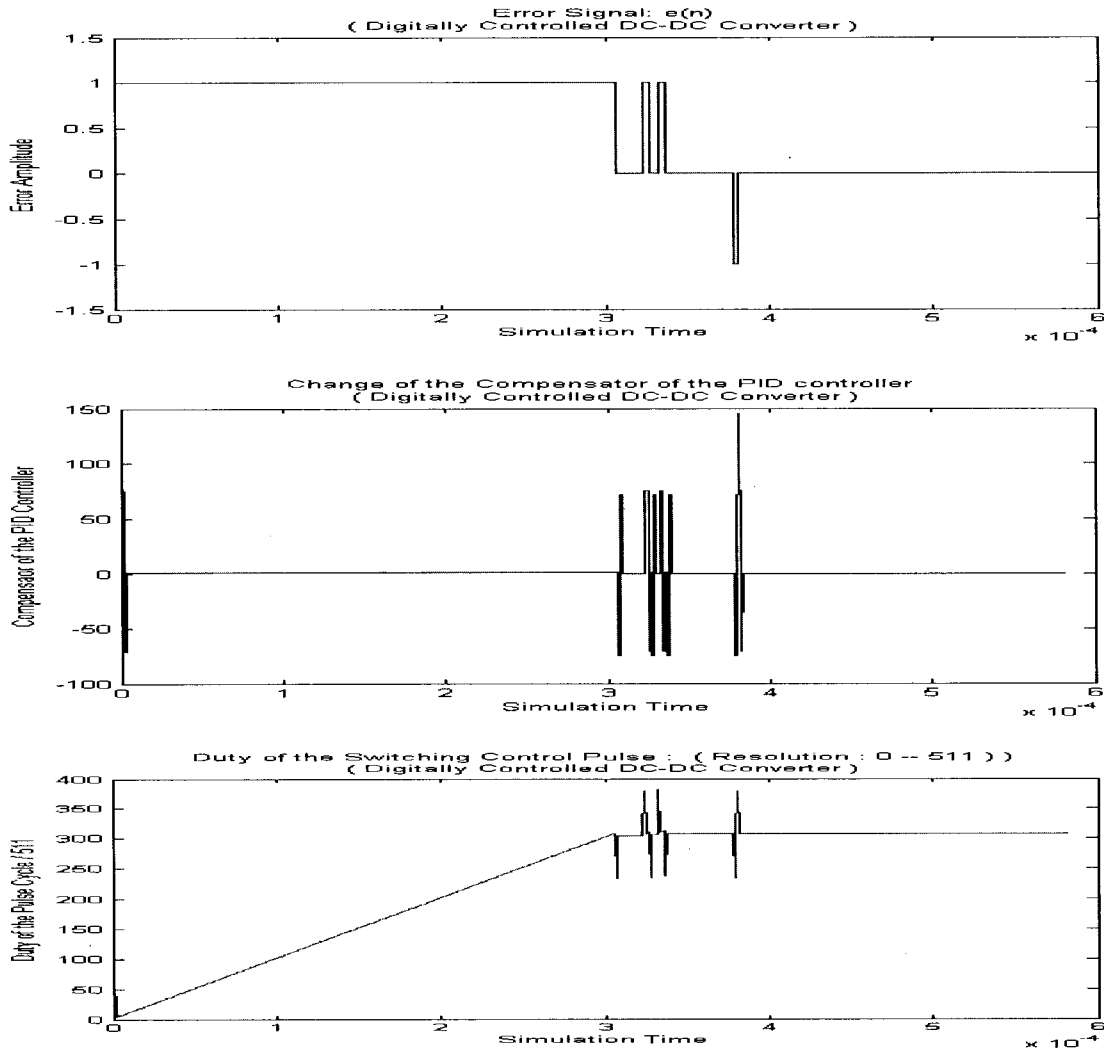 Error Signal: e(n)
( Digitally Controlled DC-DC Converter )
1.5
1
0.5
0
-0.5
-1
-1.5
Error Amplitude
0
1
2
3
4
5
6
Simulation Time
x 10-4
Change of the Compensator of the PID controller
( Digitally Controlled DC-DC Converter )
150
100
50
0
-50
-100
Compensaor of the PID Controller
0
1
2
3
4
5
6
Simulation Time
x 10-4
Duty of the Switching Control Pulse : ( Resolution : 0 -- 511 ) )
(Digitally Controlled DC-DC Converter )
400
350
300
250
200
150
100
50
0
Duty of the Pulse Cycle / 511
0
1
2
3
4
5
6
Simulation Time
x 10-4